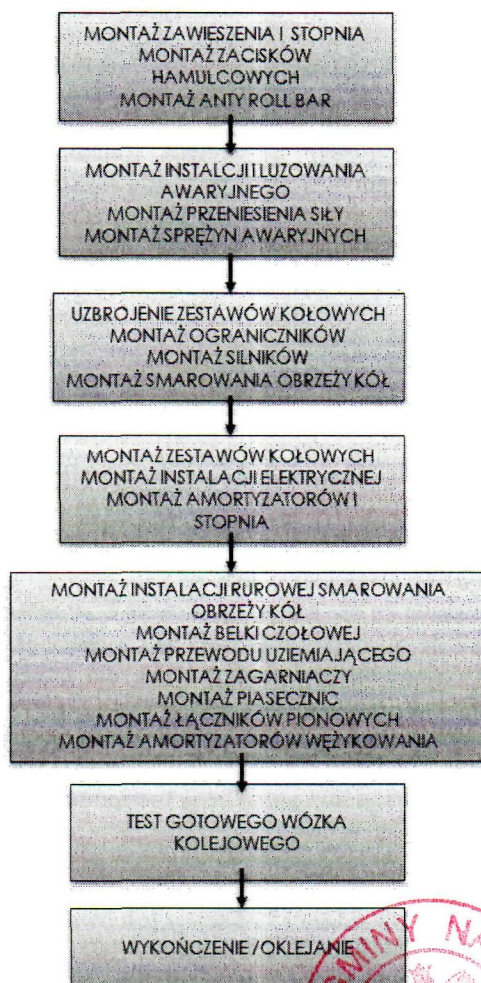 MONTAŻ ZAWIESZENIA I STOPNIA
MONTAŻ ZACISKÓW
HAMULCOWYCH
MONTAŻ ANTY ROLL BAR
MONTAŻ INSTALCJI I LUZOWANIA
AWARYJNEGO
MONTAŻ PRZENIESIENIA SIŁY
MONTAŻ SPRĘŻYN AWARYJNYCH
UZBROJENIE ZESTAWÓW KOŁOWYCH
MONTAŻ OGRANICZNIKÓW
MONTAŻ SILNIKÓW
MONTAŻ SMAROWANIA OBRZEŻY KÓŁ
MONTAŻ ZESTAWÓW KOŁOWYCH
MONTAŻ INSTALACJI ELEKTRYCZNEJ
MONTAŻ AMORTYZATORÓW I
STOPNIA
MONTAŻ INSTALACJI RUROWEJ SMAROWANIA
OBRZEŻY KÓŁ
MONTAŻ BELKI CZOŁOWEJ
MONTAŻ PRZEWODU UZIEMIAJĄCEGO
MONTAŻ ZAGARNIACZY
MONTAŻ PIASECZNIC
MONTAŻ ŁĄCZNIKÓW PIONOWYCH
MONTAŻ AMORTYZATORÓW WĘŻYKOWANIA
TEST GOTOWEGO WÓZKA
KOLEJOWEGO
WYKOŃCZENIE / OKLEJANIE
GMINY NA